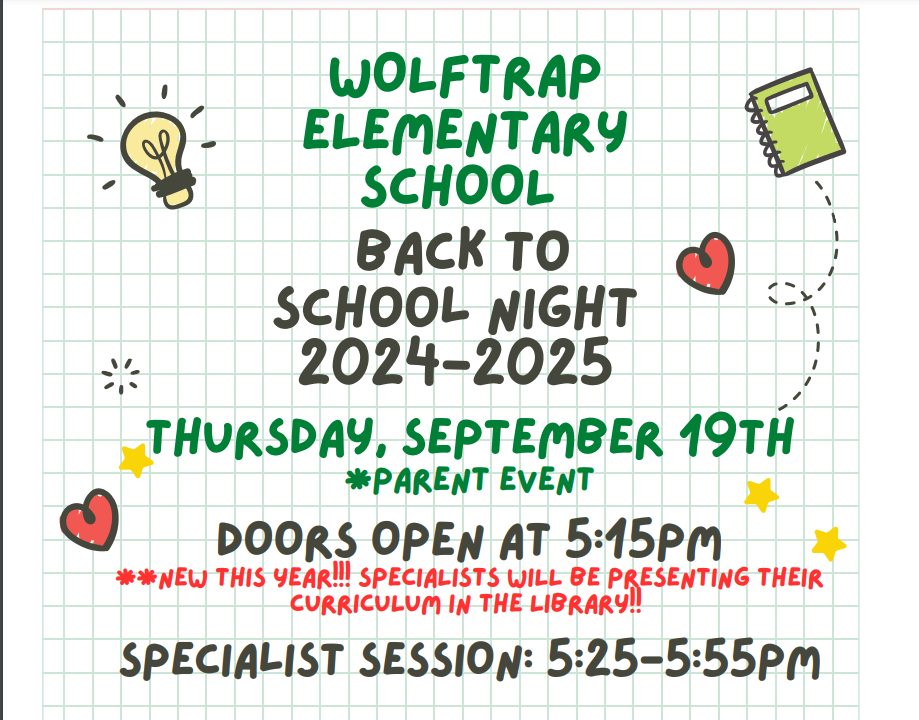 WOLFTRAP
ELEMENTARY
SCHOOL
BACK TO
SCHOOL NIGHT
2024-2025
THURSDAY, SEPTEMBER 19TH
*PARENT EVENT
DOORS OPEN AT 5:15PM
**NEW THIS YEAR!!! SPECIALISTS WILL BE PRESENTING THEIR
CURRICULUM IN THE LIBRARY!!
SPECIALIST SESSION: 5:25-5:55PM